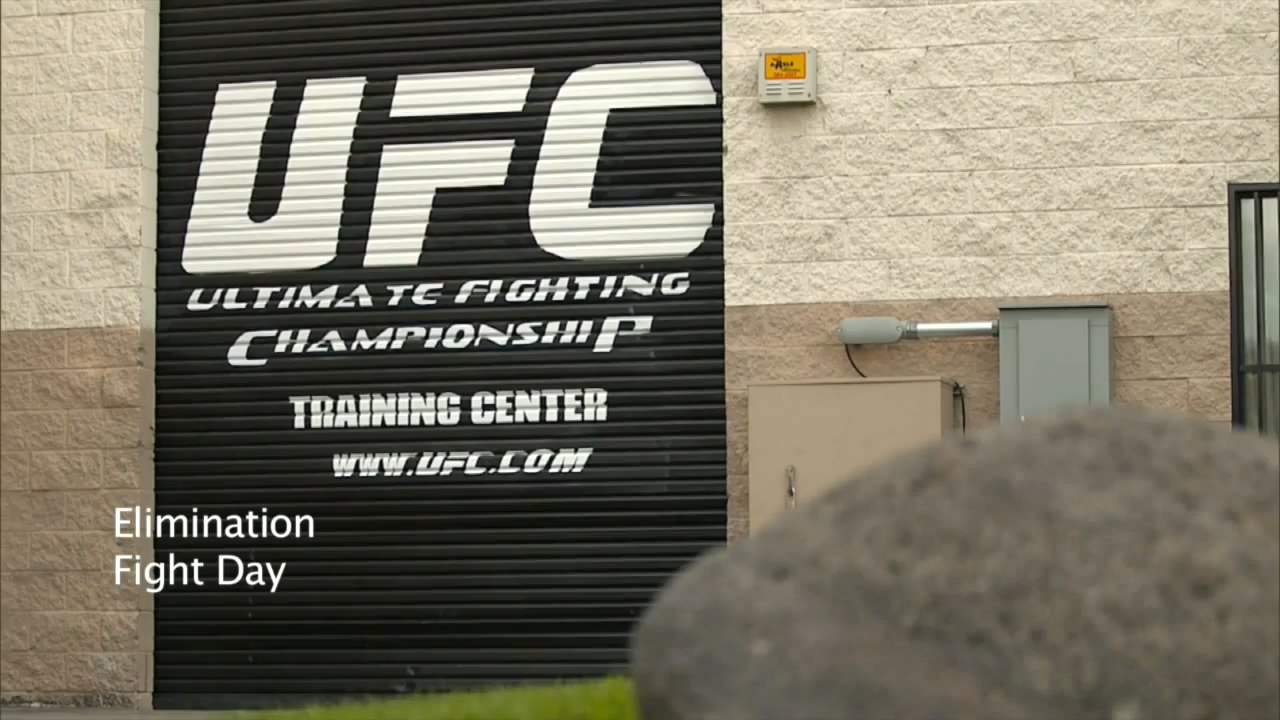 UFC
ULTIMATE FIGHTING
CHAMPIONSHIP
TRAINING CENTER
WWW.UFC.COM
Elimination
Fight Day